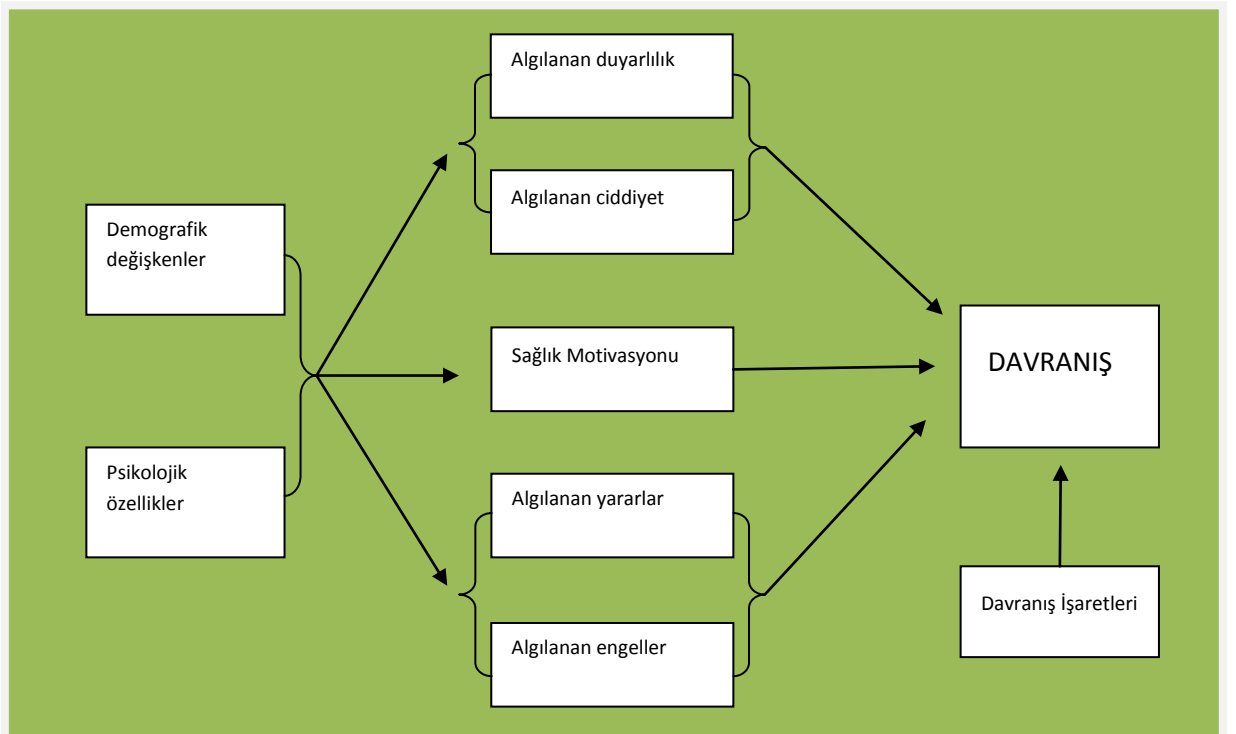 Algılanan duyarlılık
Algılanan ciddiyet
Demografik
değişkenler
Sağlık Motivasyonu
DAVRANIŞ
Psikolojik
özellikler
Algılanan yararlar
Davranış İşaretleri
Algılanan engeller